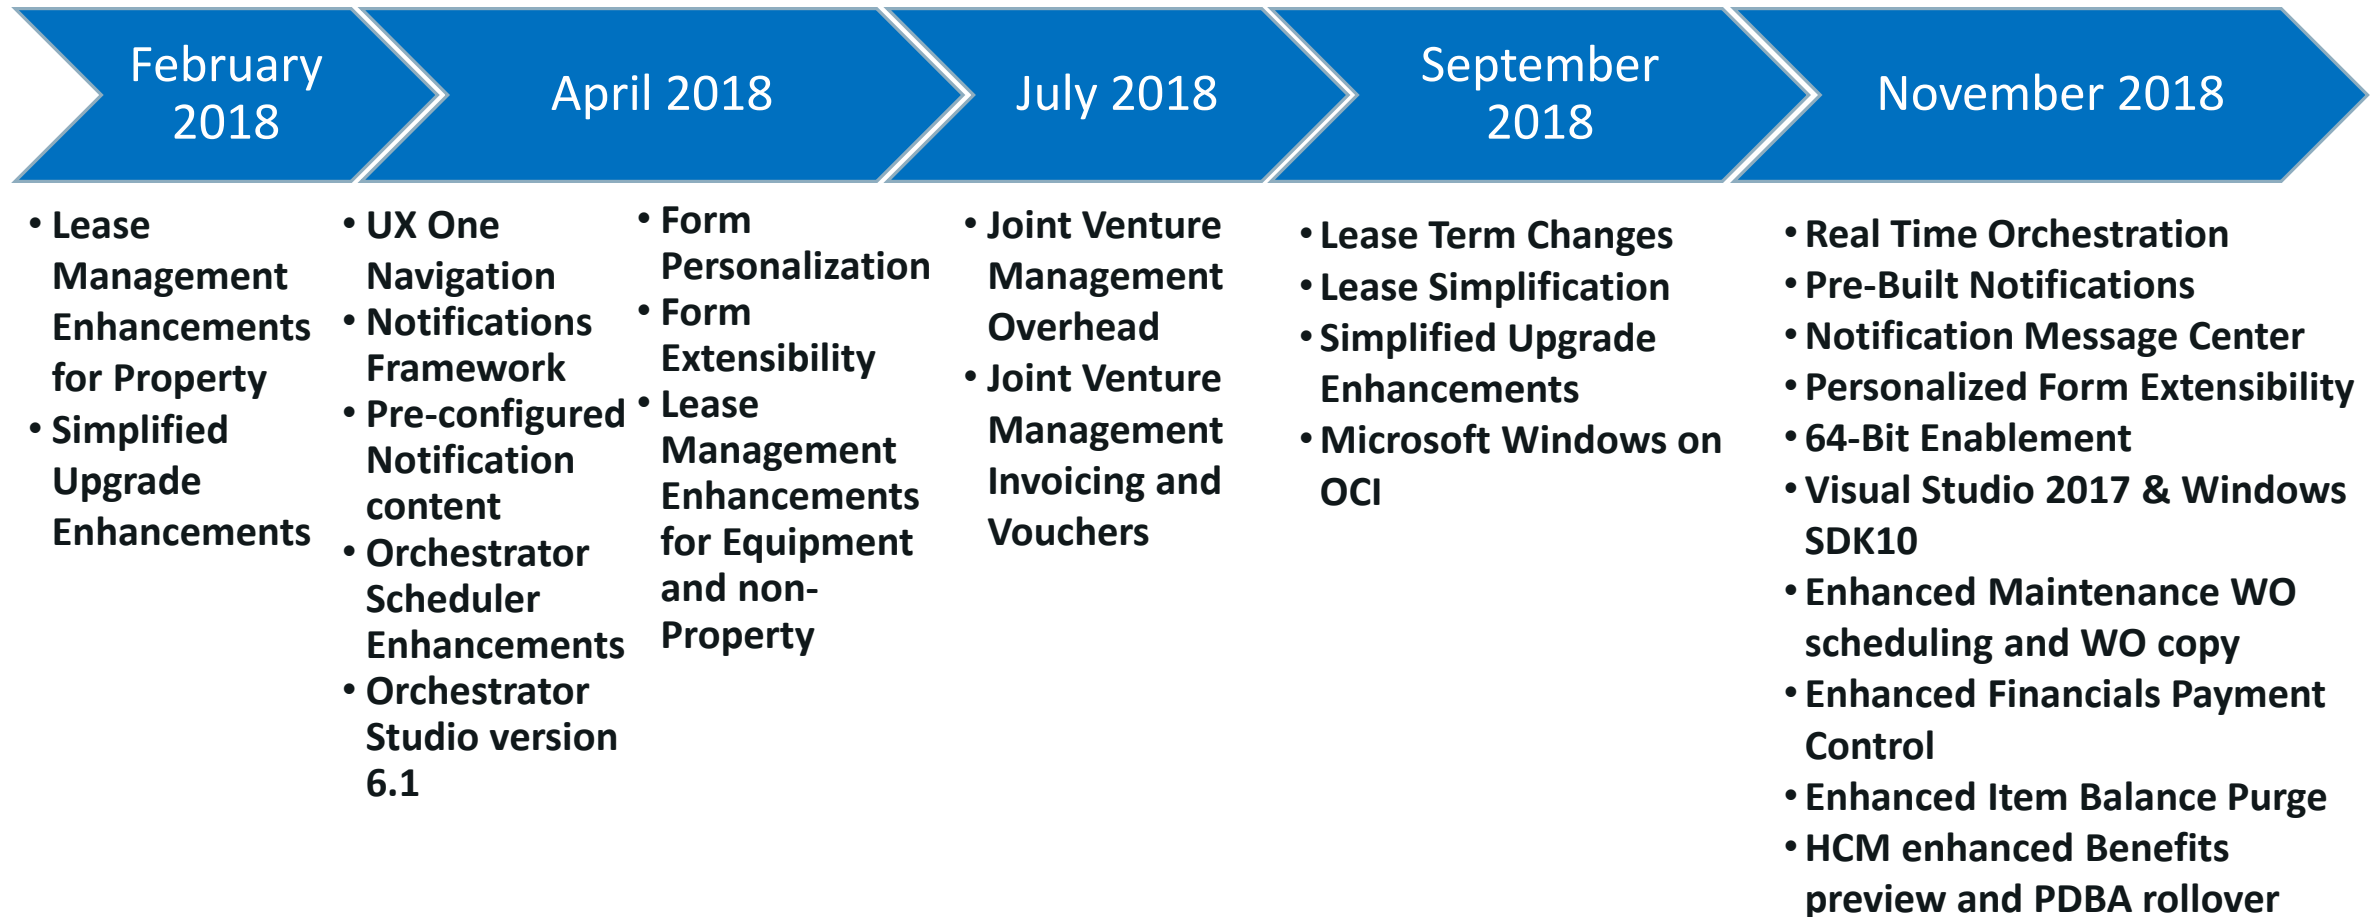 February
2018
April 2018
July 2018
September
2018
November 2018
• Lease
Management
Enhancements
for Property
• Simplified
Upgrade
Enhancements
• UX One
Navigation
• Notifications
Framework
• Pre-configured
Notification
content
• Orchestrator
Scheduler
Enhancements
• Orchestrator
Studio version
6.1
• Form
Personalization
• Form
Extensibility
• Lease
Management
Enhancements
for Equipment
and non-
Property
• Joint Venture
Management
Overhead
• Joint Venture
Management
Invoicing and
Vouchers
• Lease Term Changes
• Lease Simplification
• Simplified Upgrade
Enhancements
• Microsoft Windows on
OCI
• Real Time Orchestration
• Pre-Built Notifications
• Notification Message Center
• Personalized Form Extensibility
• 64-Bit Enablement
• Visual Studio 2017 & Windows
SDK10
• Enhanced Maintenance WO
scheduling and WO copy
• Enhanced Financials Payment
Control
• Enhanced Item Balance Purge
• HCM enhanced Benefits
preview and PDBA rollover